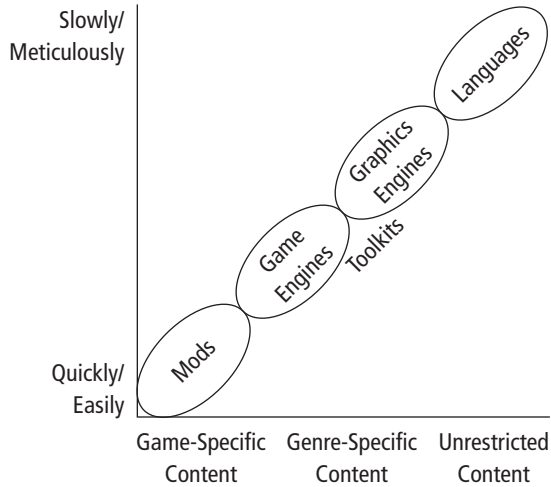 Slowly/
Meticulously
Languages
Graphics
Engines
Toolkits
Game
Engines
Mods
Quickly/
Easily
Game-Specific
Content
Genre-Specific
Content
Unrestricted
Content